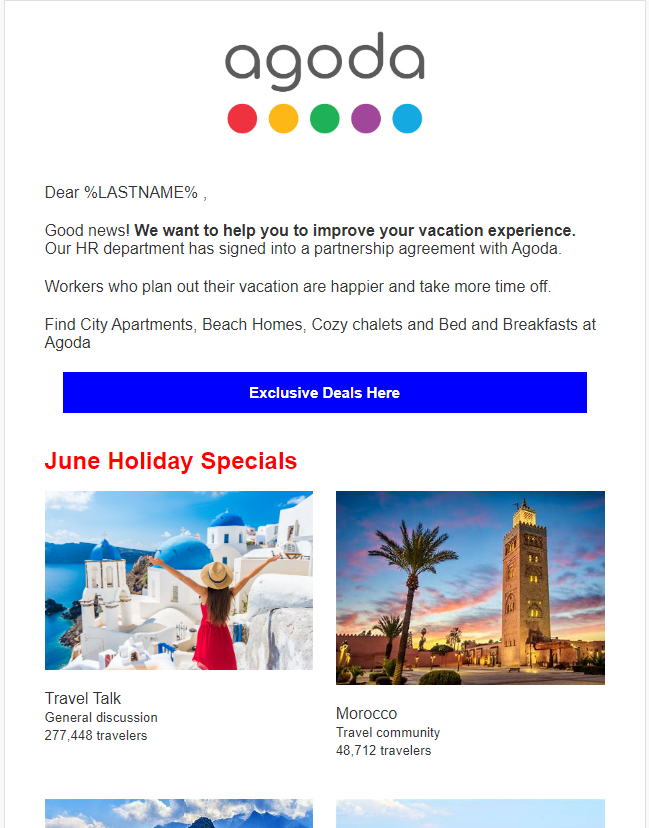 agoda
Dear %LASTNAME% ,
Good news! We want to help you to improve your vacation experience.
Our HR department has signed into a partnership agreement with Agoda.
Workers who plan out their vacation are happier and take more time off.
Find City Apartments, Beach Homes, Cozy chalets and Bed and Breakfasts at
Agoda
Exclusive Deals Here
June Holiday Specials
Travel Talk
General discussion
277,448 travelers
Morocco
Travel community
48,712 travelers